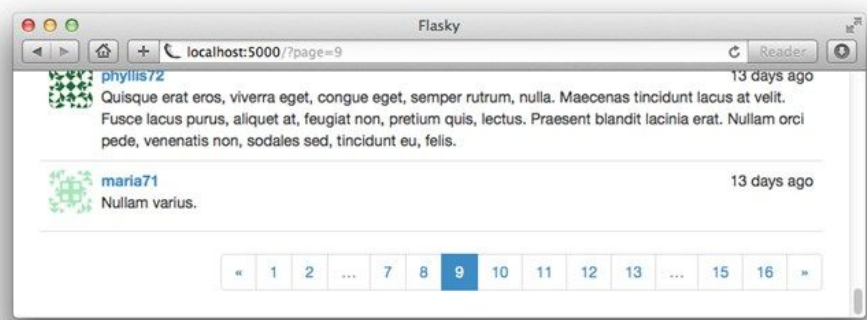 Flasky
localhost:5000/?page=9
Reader
phyllis72 13 days ago
Quisque erat eros, viverra eget, congue eget, semper rutrum, nulla. Maecenas tincidunt lacus at velit.
Fusce lacus purus, aliquet at, feugiat non, pretium quis, lectus. Praesent blandit lacinia erat. Nullam orci
pede, venenatis non, sodales sed, tincidunt eu, felis.
maria71 13 days ago
Nullam varius.
« 1 2 ... 7 8 9 10 11 12 13 ... 15 16 »